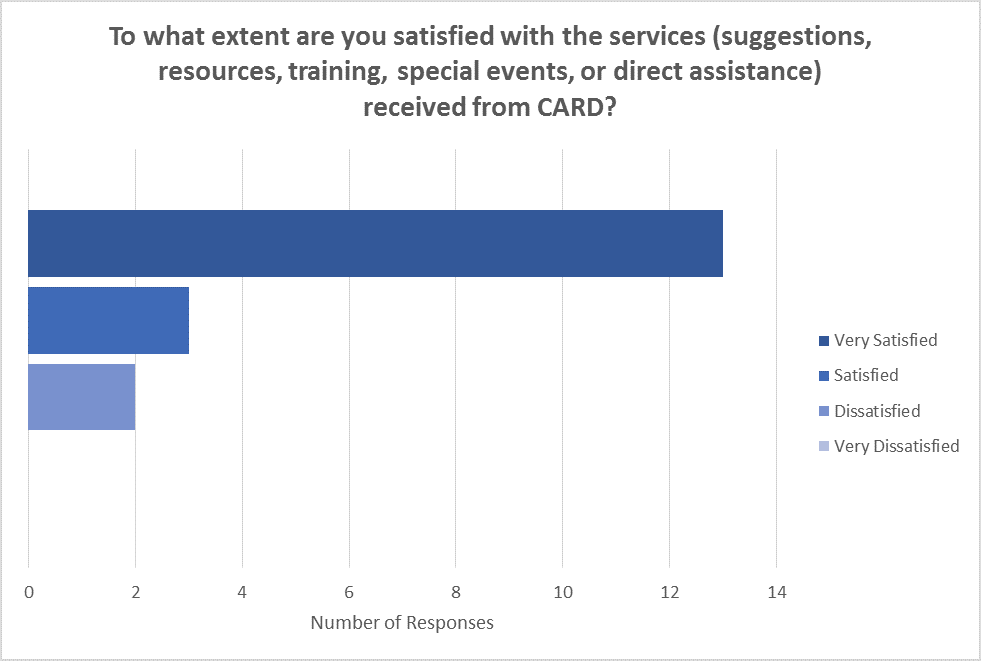 To what extent are you satisfied with the services (suggestions,
resources, training, special events, or direct assistance)
received from CARD?
Very Satisfied
Satisfied
Dissatisfied
Very Dissatisfied
0 2 4 6 8 10 12 14
Number of Responses